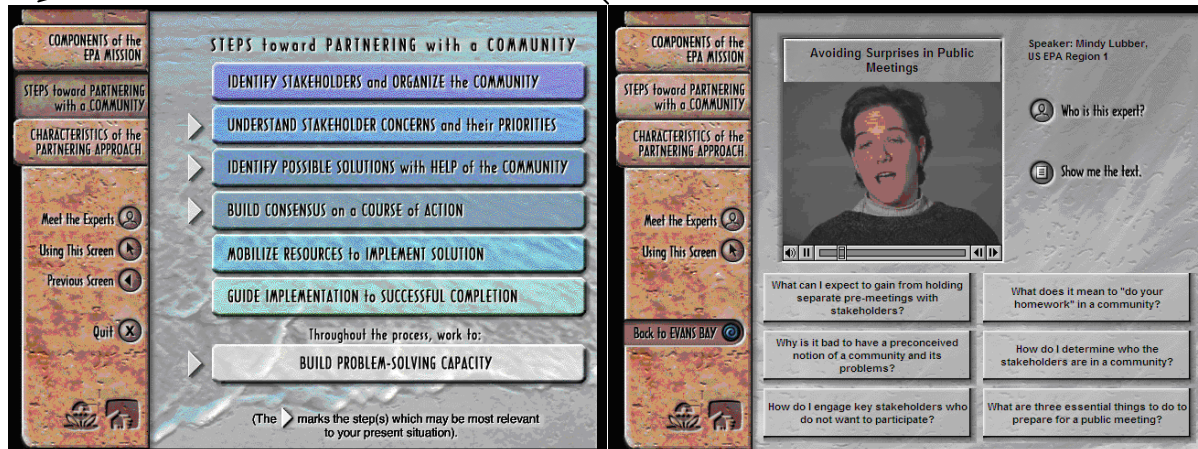 COMPONENTS of the
EPA MISSION
STEPS toward PARTNERING
with a COMMUNITY
CHARACTERISTICS of the
PARTNERING APPROACH
Meet the Experts
Using This Screen
Previous Screen
Quit
STEPS toward PARTNERING with a COMMUNITY
IDENTIFY STAKEHOLDERS and ORGANIZE the COMMUNITY
UNDERSTAND STAKEHOLDER CONCERNS and their PRIORITIES
IDENTIFY POSSIBLE SOLUTIONS with HELP of the COMMUNITY
BUILD CONSENSUS on a COURSE of ACTION
MOBILIZE RESOURCES to IMPLEMENT SOLUTION
GUIDE IMPLEMENTATION to SUCCESSFUL COMPLETION
Throughout the process, work to:
BUILD PROBLEM-SOLVING CAPACITY
(The marks the step(s) which may be most relevant
to your present situation).
COMPONENTS of the
EPA MISSION
STEPS toward PARTNERING
with a COMMUNITY
CHARACTERISTICS of the
PARTNERING APPROACH
Meet the Experts
Using This Screen
Back to EVANS BAY
Avoiding Surprises in Public
Meetings
Speaker: Mindy Lubber,
US EPA Region 1
Who is this expert?
Show me the text.
What can I expect to gain from holding
separate pre-meetings with
stakeholders?
What does it mean to "do your
homework" in a community?
Why is it bad to have a preconceived
notion of a community and its
problems?
How do I determine who the
stakeholders are in a community?
How do I engage key stakeholders who
do not want to participate?
What are three essential things to do to
prepare for a public meeting?